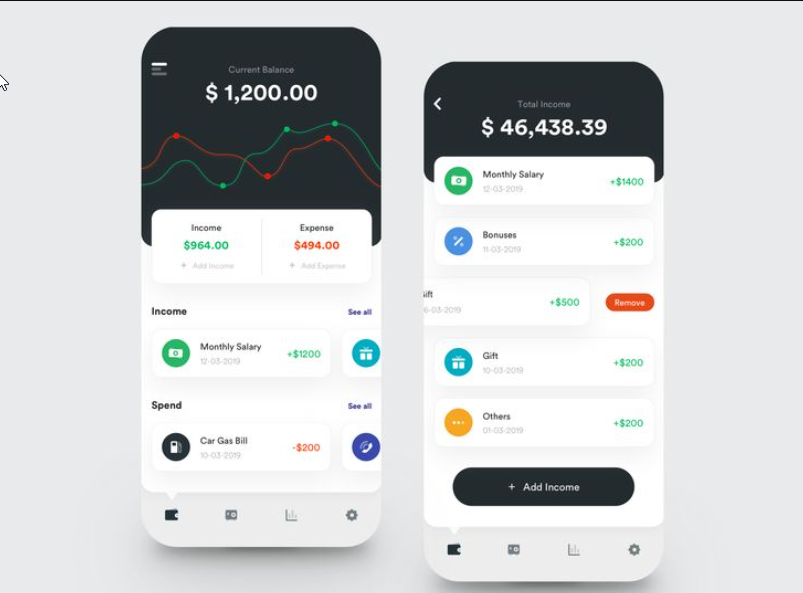 Current Balance
$ 1,200.00
Income
$964.00
+ Add Income
Expense
$494.00
+ Add Expense
Income
See all
Monthly Salary
12-03-2019
+$1200
Spend
See all
Car Gas Bill
10-03-2019
-$200
Total Income
$ 46,438.39
Monthly Salary
12-03-2019
+$1400
Bonuses
11-03-2019
+$200
ift
6-03-2019
+$500
Remove
Gift
10-03-2019
+$200
Others
01-03-2019
+$200
+ Add Income